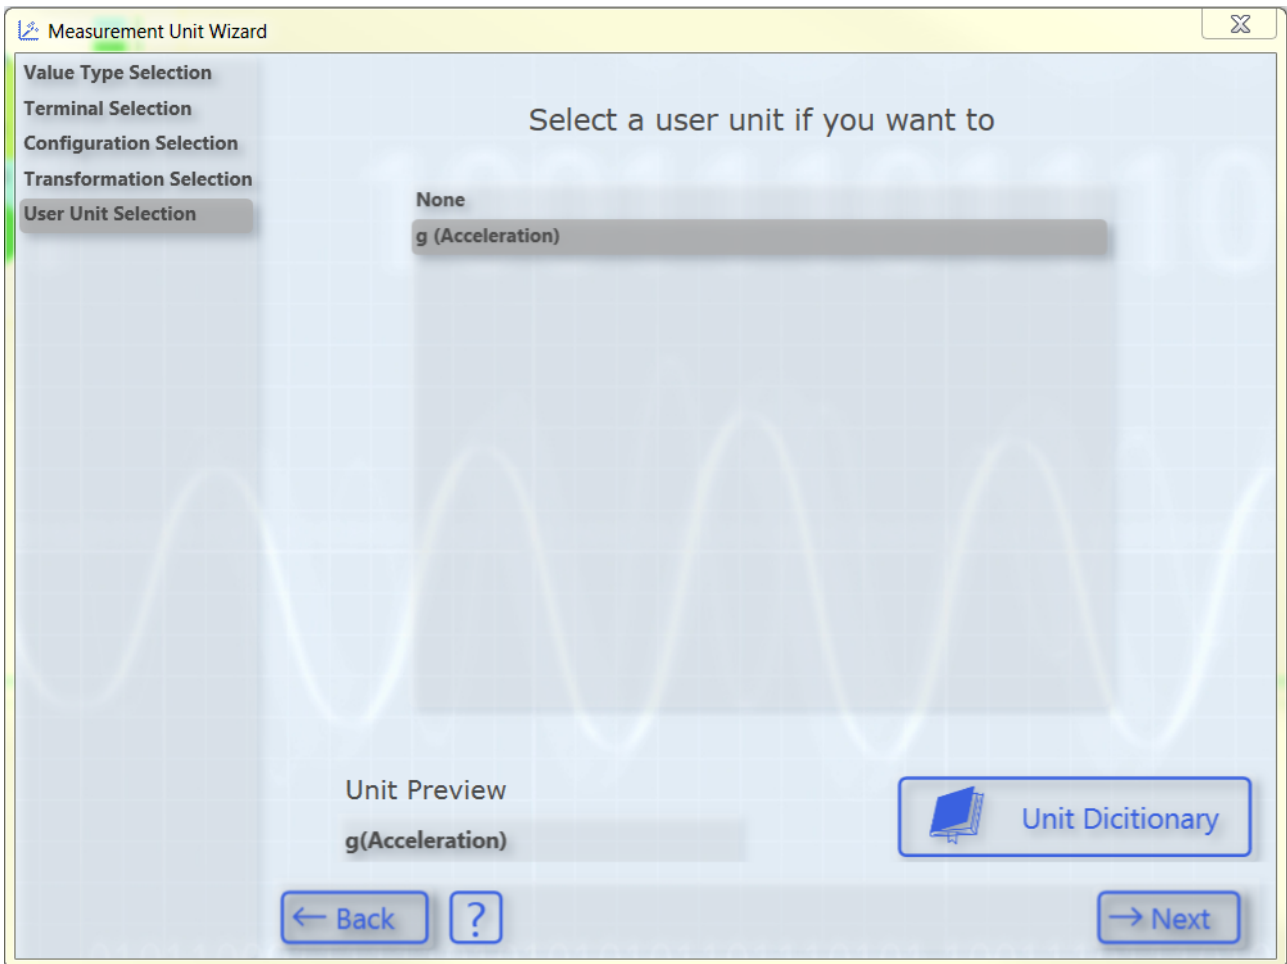 Measurement Unit Wizard
Value Type Selection
Terminal Selection
Configuration Selection
Transformation Selection
User Unit Selection
Select a user unit if you want to
None
g (Acceleration)
Unit Preview
g(Acceleration)
Unit Dicitionary
← Back
?
→ Next